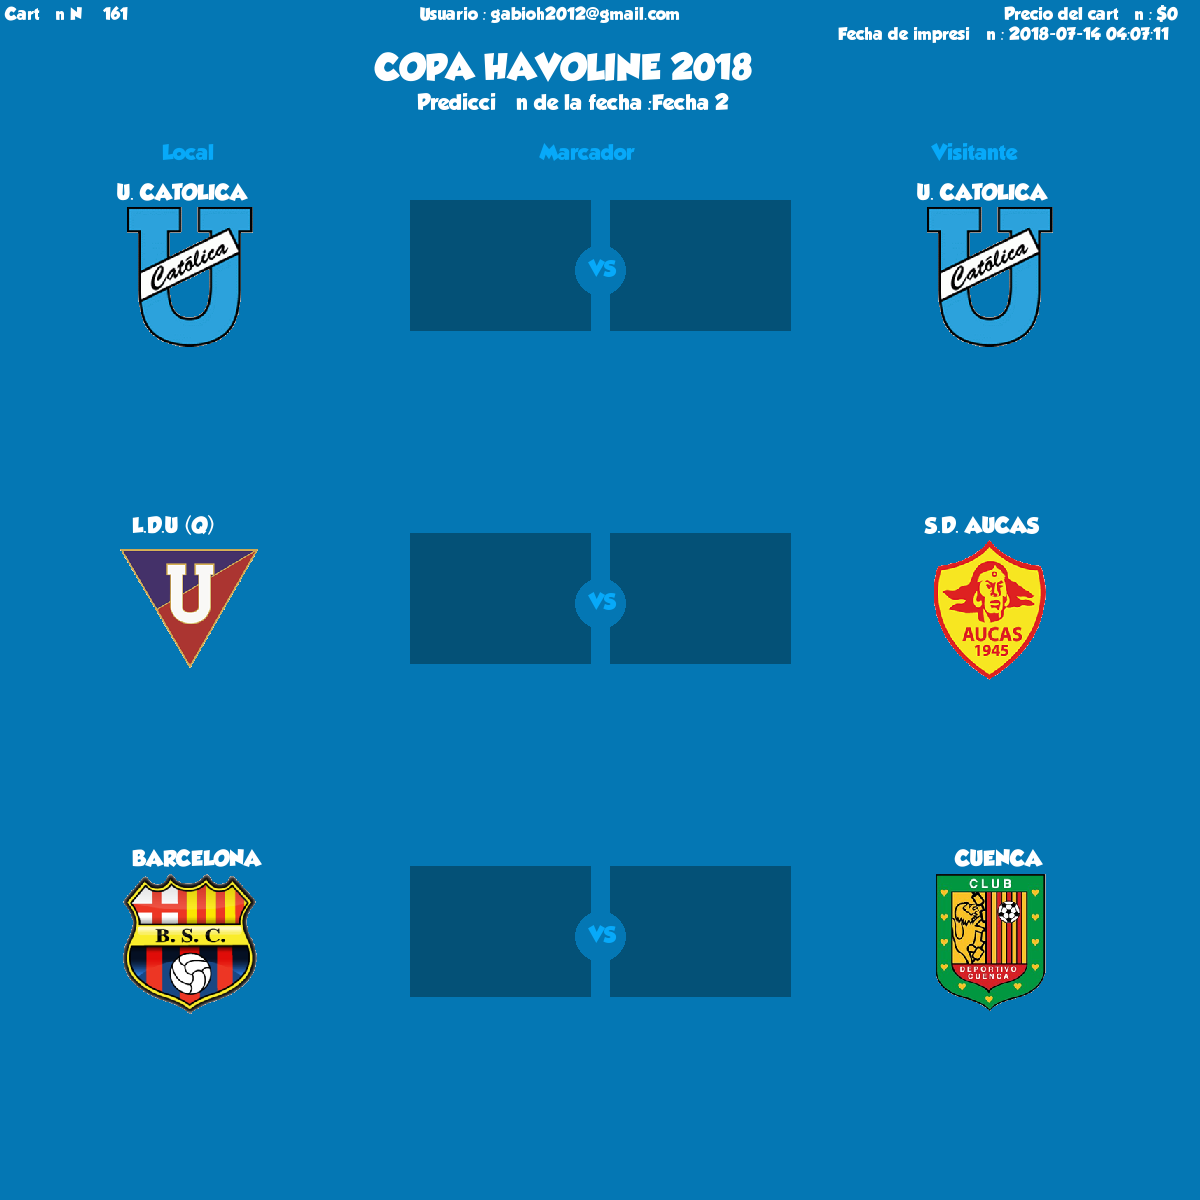 Cart n N 161
Usuario : gabioh2012@gmail.com
Precio del cart n : $0
Fecha de impresi n : 2018-07-14 04:07:11
COPA HAVOLINE 2018
Predicci n de la fecha :Fecha 2
Local
Marcador
Visitante
U. CATOLICA
U. CATOLICA
U
Católica
VS
U
Católica
L.D.U (Q)
S.D. AUCAS
U
VS
AUCAS
1945
BARCELONA
CUENCA
B. S. C.
VS
CLUB
DEPORTIVO
CUENCA